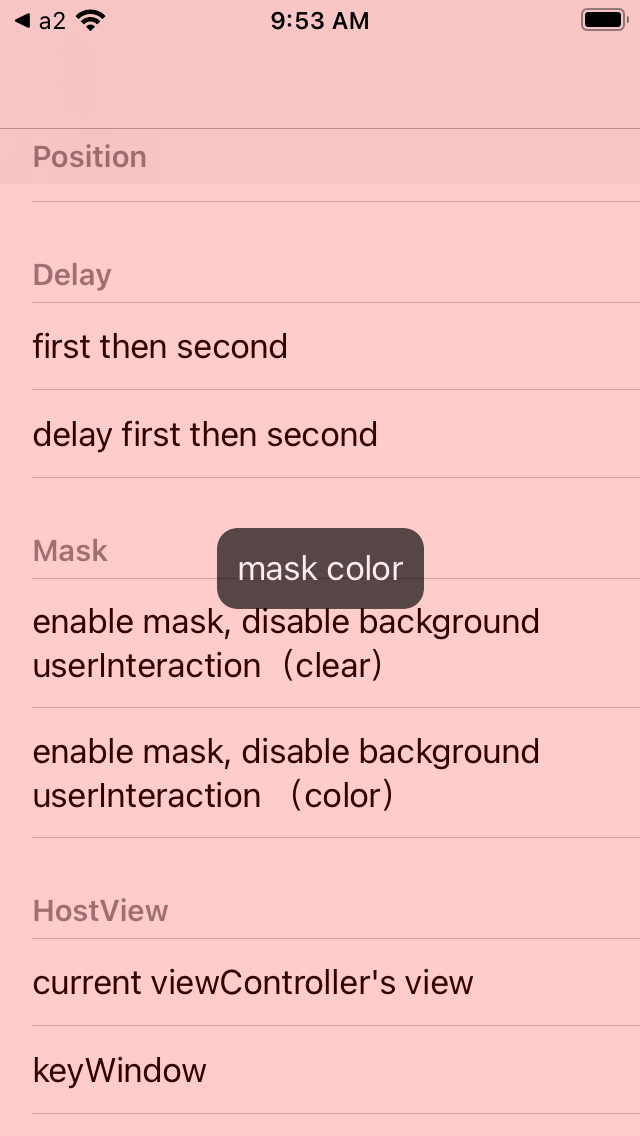 a2 9:53 AM
Position
Delay
first then second
delay first then second
Mask
mask color
enable mask, disable background
userInteraction（clear）
enable mask, disable background
userInteraction （color）
HostView
current viewController's view
keyWindow